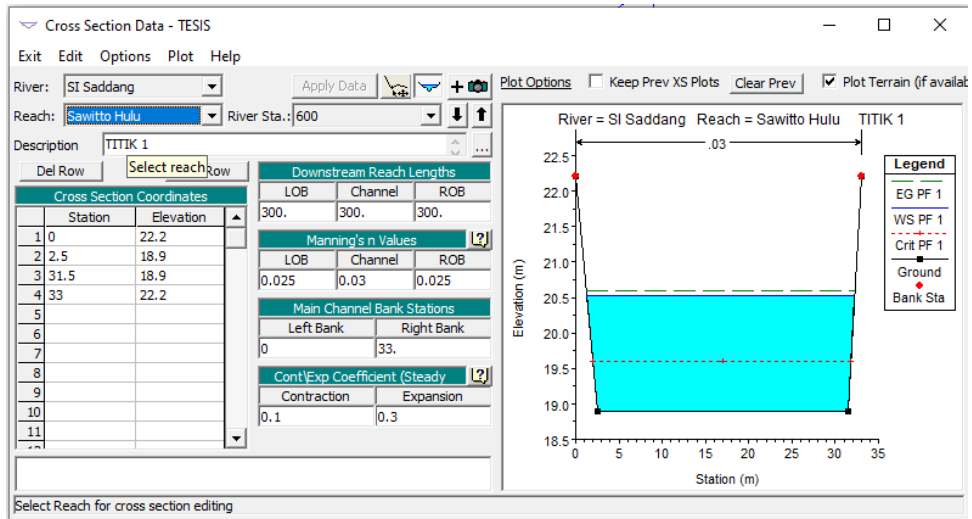 Cross Section Data - TESIS
Exit Edit Options Plot Help
River: SI Saddang Apply Data
Reach: Sawitto Hulu River Sta.: 600
Description TITIK 1 ...
Del Row Select reach Row
Cross Section Coordinates
Station Elevation
1 0 22.2
2 2.5 18.9
3 31.5 18.9
4 33 22.2
5
6
7
8
9
10
11
Downstream Reach Lengths
LOB Channel ROB
300. 300. 300.
Manning's n Values ?
LOB Channel ROB
0.025 0.03 0.025
Main Channel Bank Stations
Left Bank Right Bank
0 33.
Cont\Exp Coefficient (Steady ?
Contraction Expansion
0.1 0.3
Select Reach for cross section editing
Plot Options Keep Prev XS Plots Clear Prev Plot Terrain (if availab
River = SI Saddang Reach = Sawitto Hulu TITIK 1
.03
22.5
22.0
21.5
21.0
20.5
20.0
19.5
19.0
18.5
Elevation (m)
0 5 10 15 20 25 30 35
Station (m)
Legend
EG PF 1
WS PF 1
Crit PF 1
Ground
Bank Sta